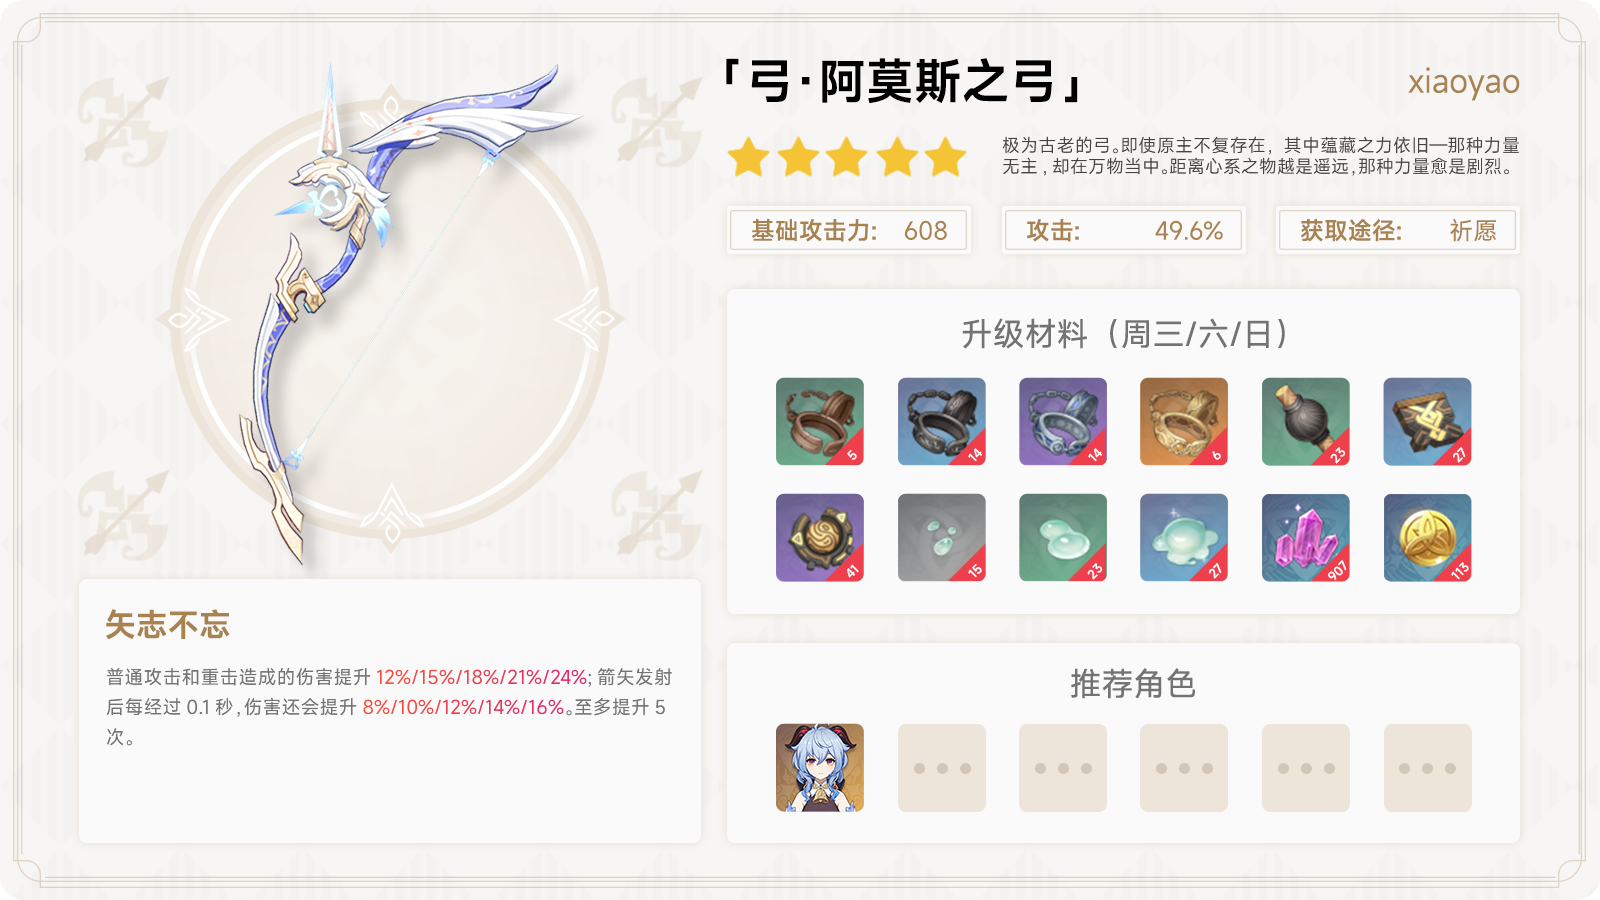 「弓·阿莫斯之弓」
xiaoyao
极为古老的弓。即使原主不复存在，其中蕴藏之力依旧—那种力量
无主，却在万物当中。距离心系之物越是遥远，那种力量愈是剧烈。
基础攻击力: 608
攻击: 49.6%
获取途径: 祈愿
升级材料（周三/六/日）
5 14 14 6 23 27
41 15 23 27 907 113
矢志不忘
普通攻击和重击造成的伤害提升 12%/15%/18%/21%/24%; 箭矢发射
后每经过 0.1 秒，伤害还会提升 8%/10%/12%/14%/16%。至多提升 5
次。
推荐角色